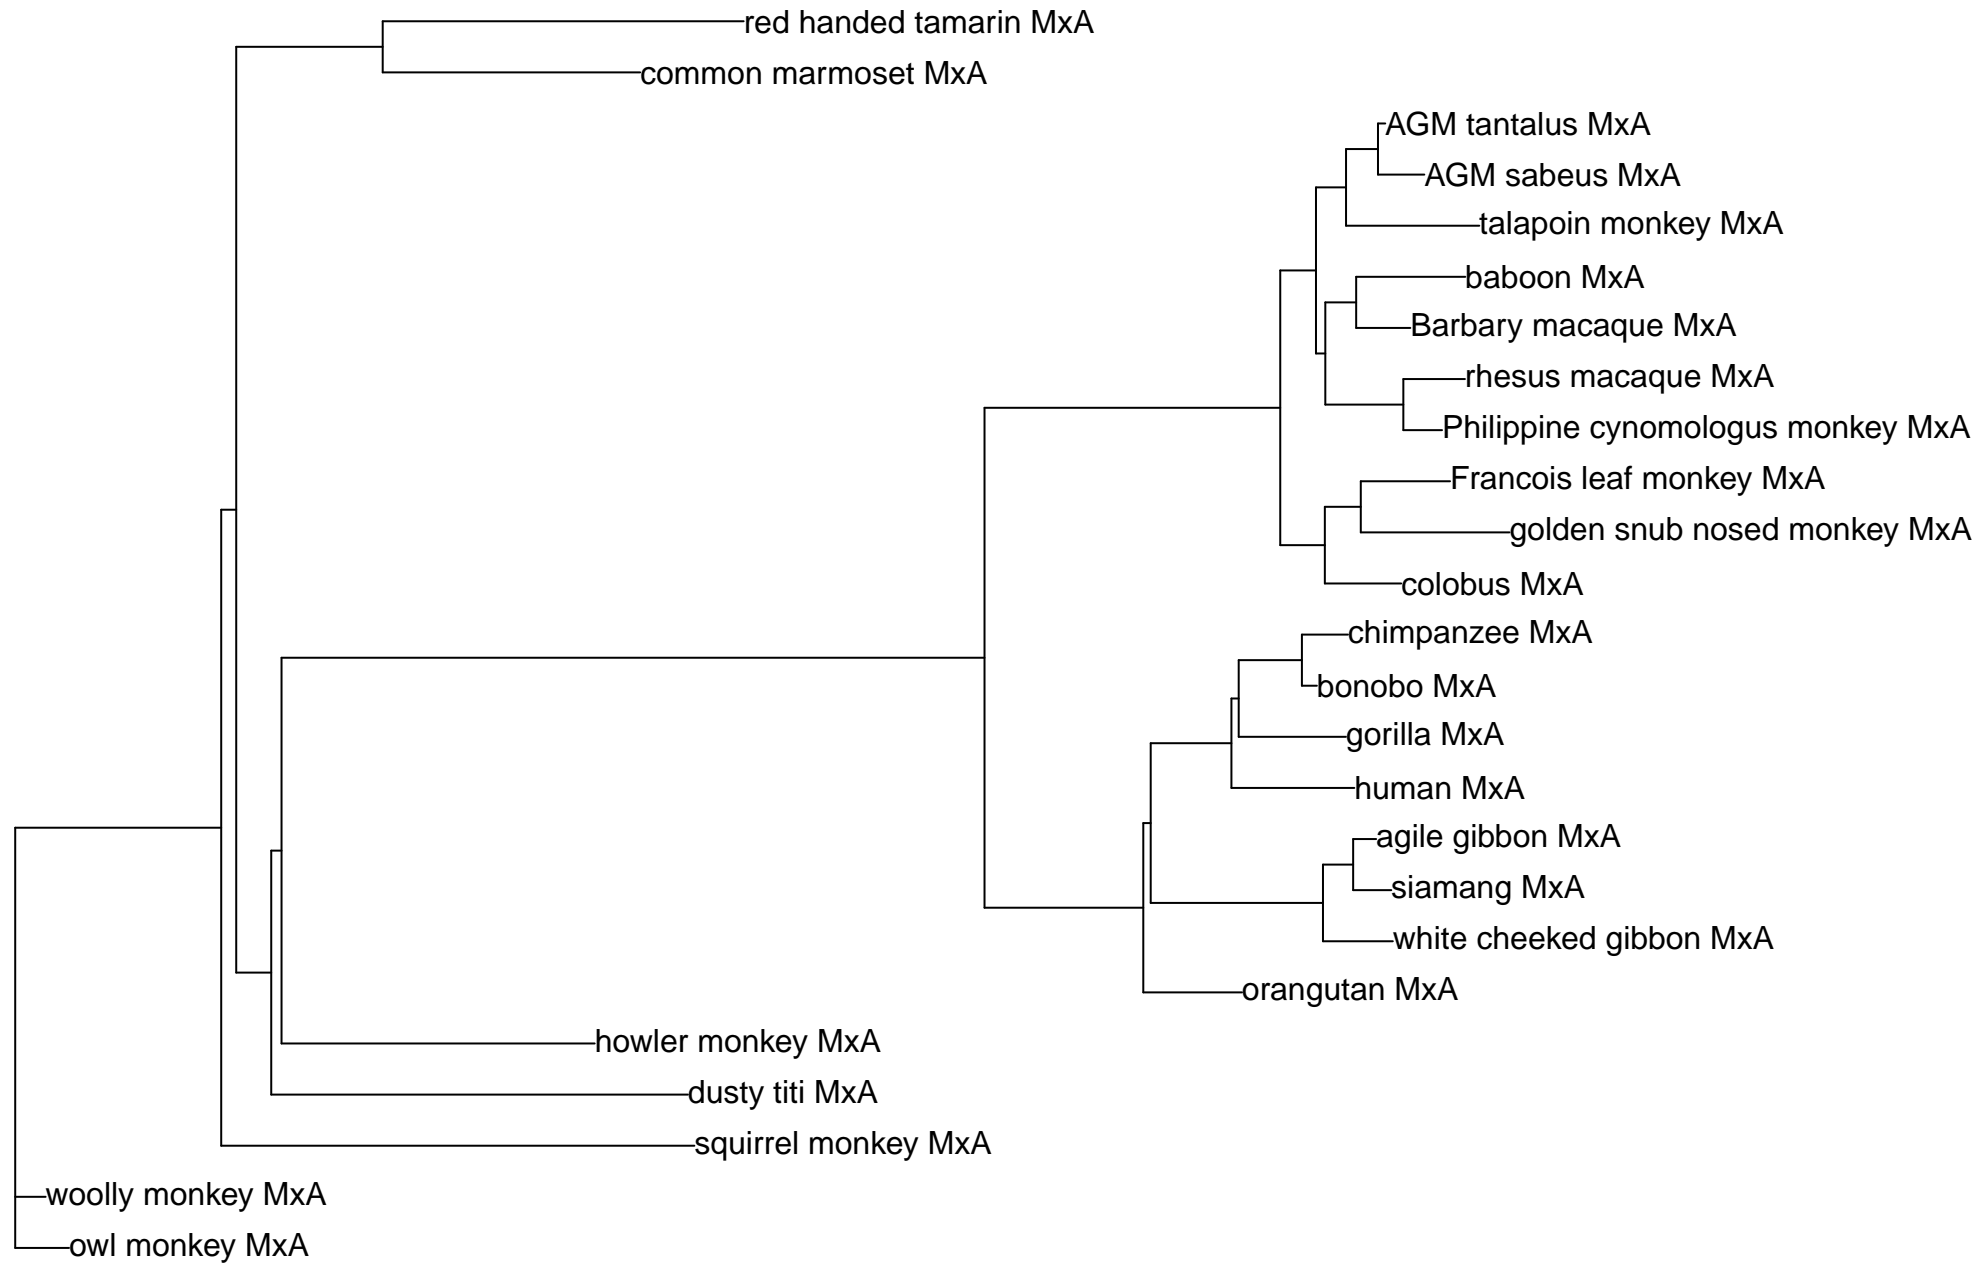 red handed tamarin MxA
common marmoset MxA
AGM tantalus MxA
AGM sabeus MxA
talapoin monkey MxA
baboon MxA
Barbary macaque MxA
rhesus macaque MxA
Philippine cynomologus monkey MxA
Francois leaf monkey MxA
golden snub nosed monkey MxA
colobus MxA
chimpanzee MxA
bonobo MxA
gorilla MxA
human MxA
agile gibbon MxA
siamang MxA
white cheeked gibbon MxA
orangutan MxA
howler monkey MxA
dusty titi MxA
squirrel monkey MxA
woolly monkey MxA
owl monkey MxA